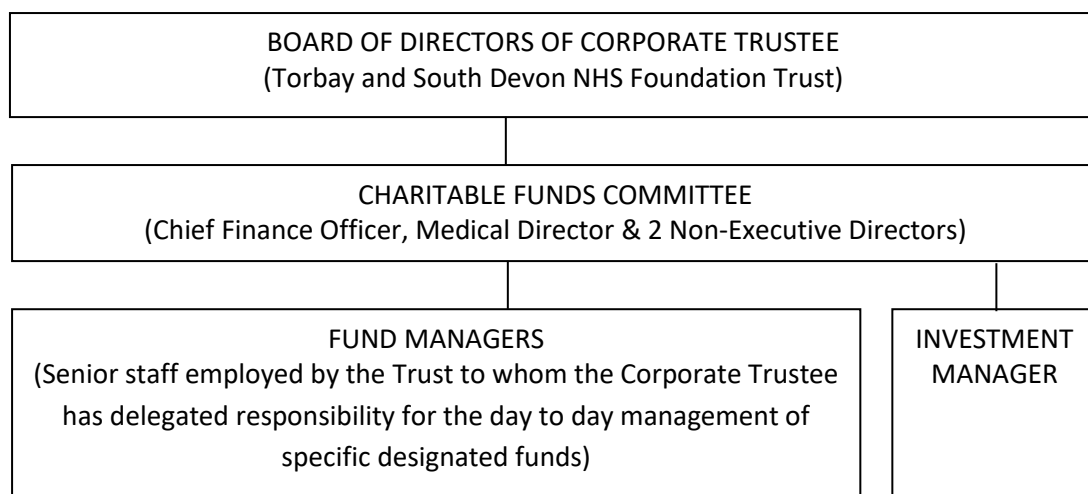 BOARD OF DIRECTORS OF CORPORATE TRUSTEE
(Torbay and South Devon NHS Foundation Trust)
CHARITABLE FUNDS COMMITTEE
(Chief Finance Officer, Medical Director & 2 Non-Executive Directors)
FUND MANAGERS
(Senior staff employed by the Trust to whom the Corporate Trustee
has delegated responsibility for the day to day management of
specific designated funds)
INVESTMENT
MANAGER